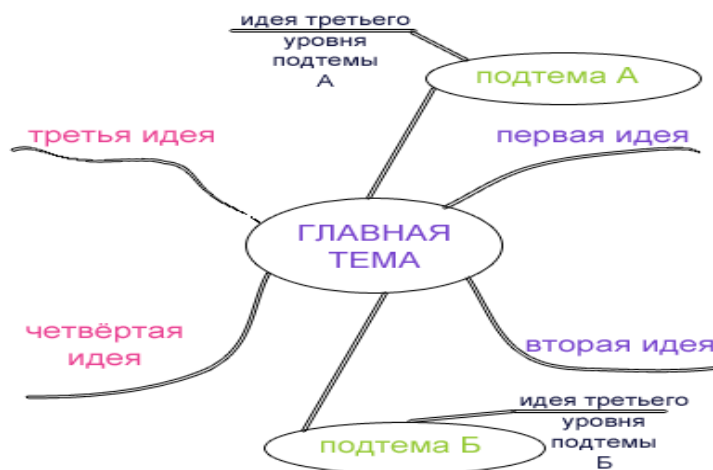 идея третьего
уровня
подтемы
А
подтема А
третья идея
первая идея
ГЛАВНАЯ
ТЕМА
четвёртая
идея
вторая идея
идея третьего
уровня
подтемы
Б
подтема Б